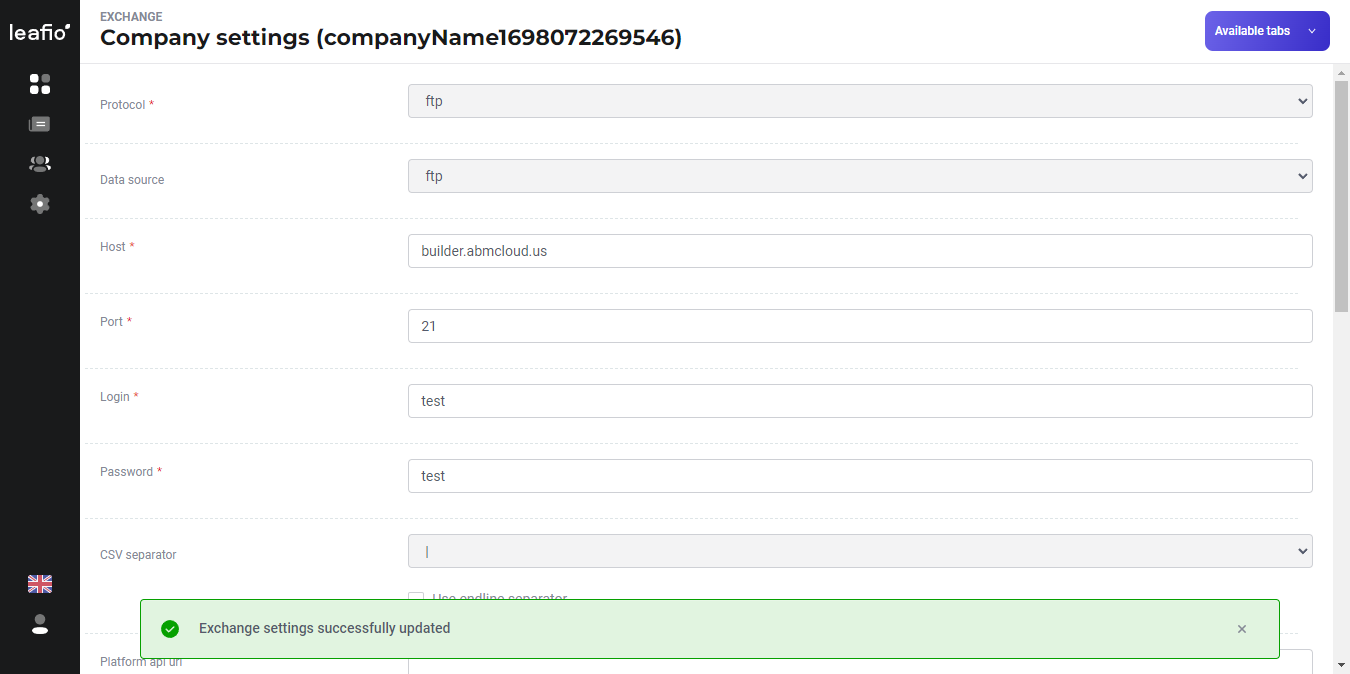 leafio
EXCHANGE
Company settings (companyName1698072269546)
Available tabs
Protocol *
ftp
Data source
ftp
Host *
builder.abmcloud.us
Port *
21
Login *
test
Password *
test
CSV separator
|
Use endline separator
Exchange settings successfully updated
Platform api url